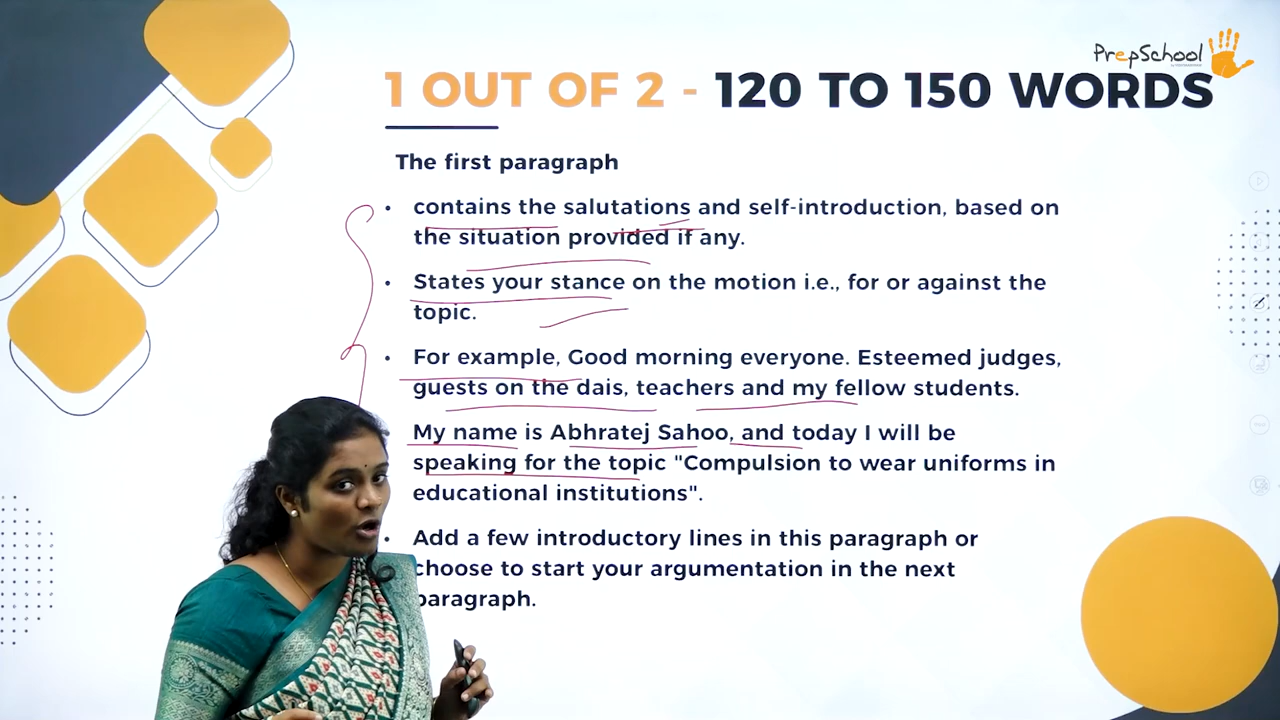 PrepSchool
1 OUT OF 2 - 120 TO 150 WORDS
The first paragraph
• contains the salutations and self-introduction, based on
the situation provided if any.
• States your stance on the motion i.e., for or against the
topic.
• For example, Good morning everyone. Esteemed judges,
guests on the dais, teachers and my fellow students.
My name is Abhratej Sahoo, and today I will be
speaking for the topic "Compulsion to wear uniforms in
educational institutions".
• Add a few introductory lines in this paragraph or
choose to start your argumentation in the next
paragraph.